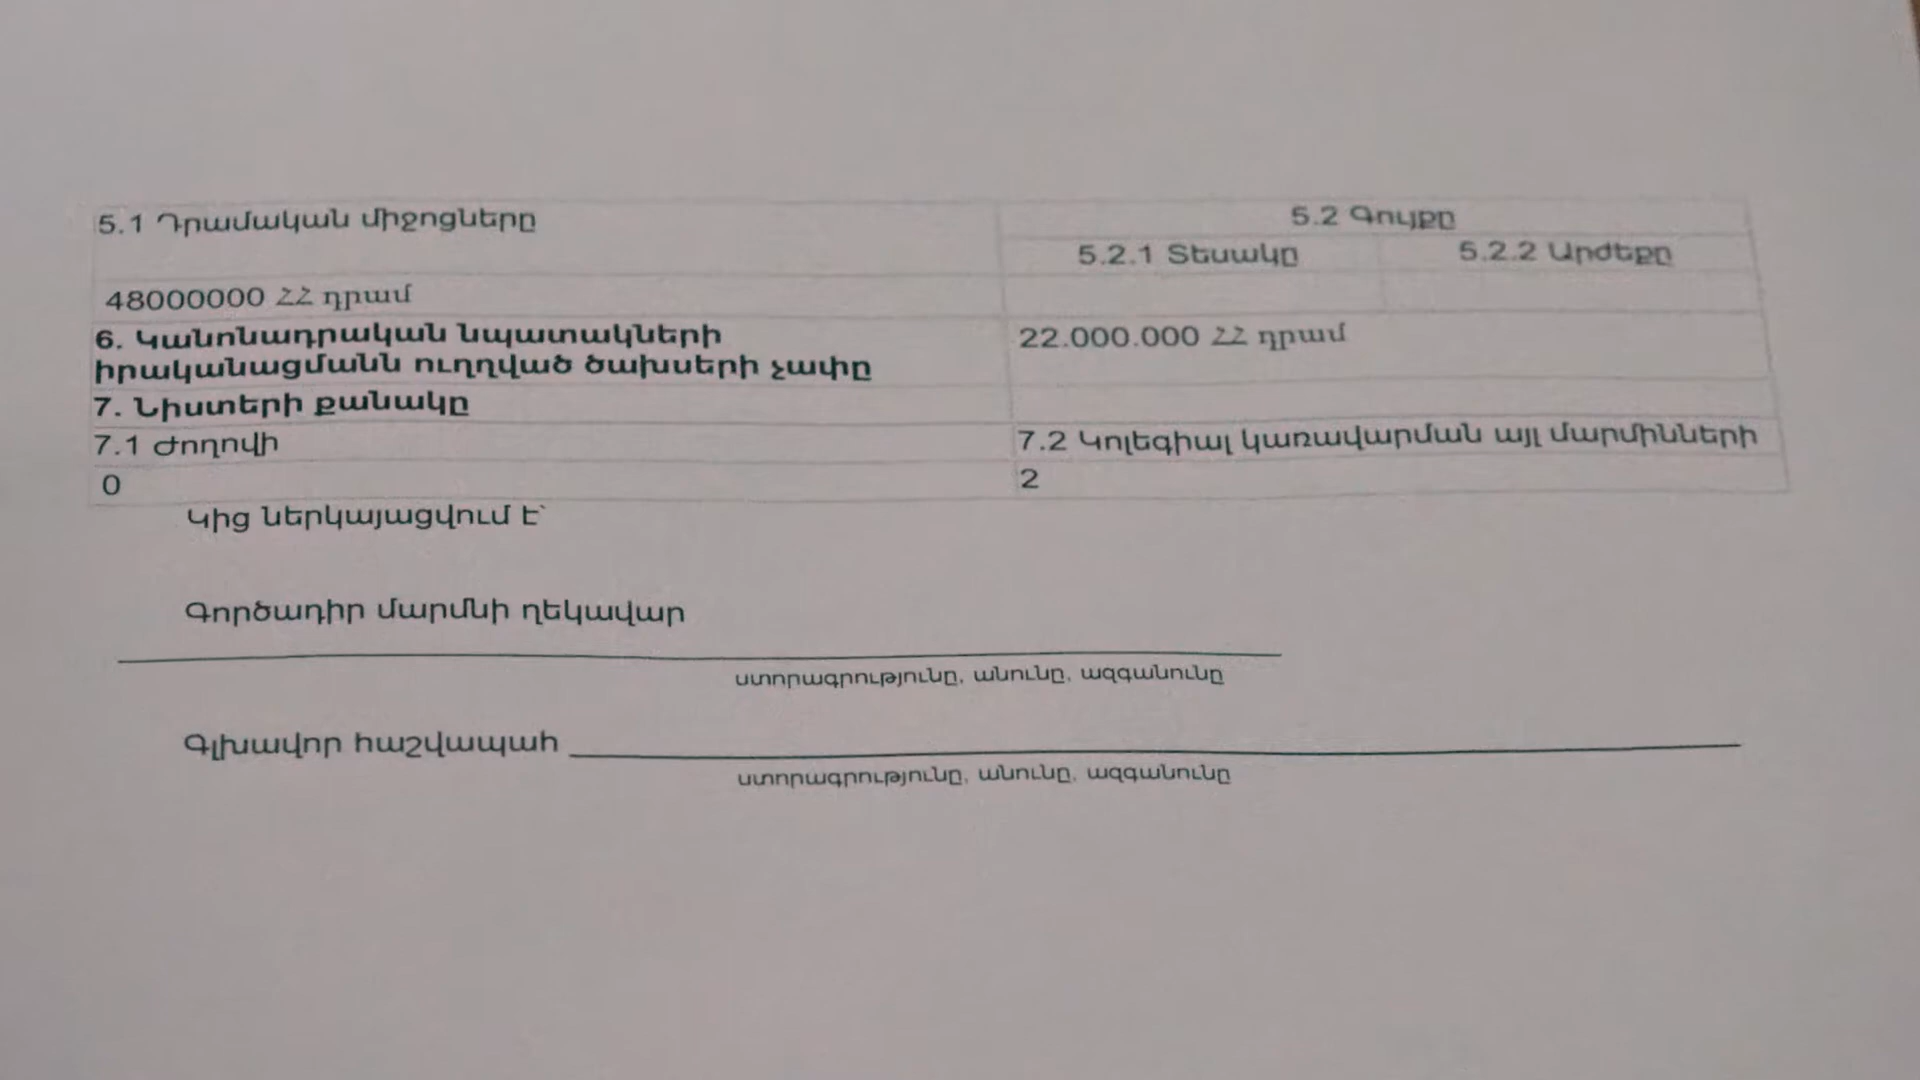 5.1 Դրամական միջոցները
5.2 Գույքը
5.2.1 Տեսակը
5.2.2 Արժեքը
48000000 ՀՀ դրամ
6. Կանոնադրական նպատակների
իրականացմանն ուղղված ծախսերի չափը
22.000.000 ՀՀ դրամ
7. Նիստերի քանակը
7.1 Ժողովի
7.2 Կոլեգիալ կառավարման այլ մարմինների
0
2
Կից ներկայացվում է՝
Գործադիր մարմնի ղեկավար
ստորագրությունը, անունը, ազգանունը
Գլխավոր հաշվապահ
ստորագրությունը, անունը, ազգանունը